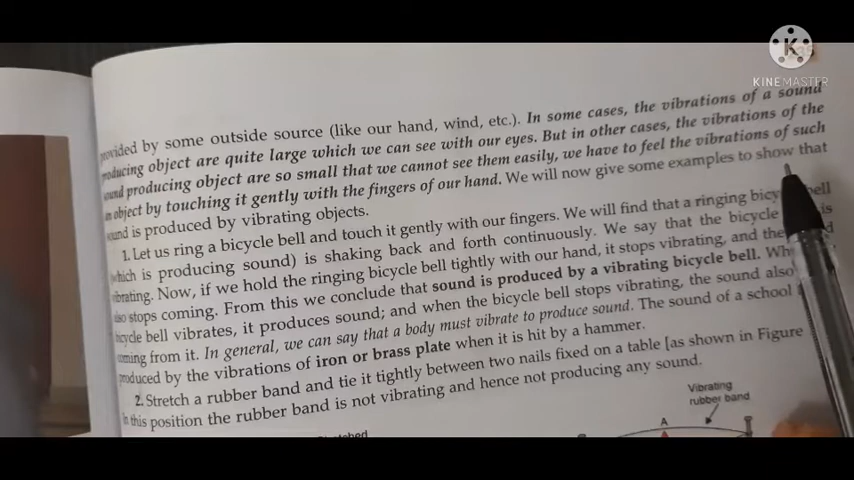 K
KINEMASTER
provided by some outside source (like our hand, wind, etc.). In some cases, the vibrations of a sound
producing object are quite large which we can see with our eyes. But in other cases, the vibrations of the
sound producing object are so small that we cannot see them easily, we have to feel the vibrations of such
an object by touching it gently with the fingers of our hand. We will now give some examples to show that
sound is produced by vibrating objects.
1. Let us ring a bicycle bell and touch it gently with our fingers. We will find that a ringing bicycle bell
(which is producing sound) is shaking back and forth continuously. We say that the bicycle is
vibrating. Now, if we hold the ringing bicycle bell tightly with our hand, it stops vibrating, and the
also stops coming. From this we conclude that sound is produced by a vibrating bicycle bell.
bicycle bell vibrates, it produces sound; and when the bicycle bell stops vibrating, the sound also
coming from it. In general, we can say that a body must vibrate to produce sound. The sound of a school
produced by the vibrations of iron or brass plate when it is hit by a hammer.
2. Stretch a rubber band and tie it tightly between two nails fixed on a table [as shown in Figure
in this position the rubber band is not vibrating and hence not producing any sound.
Vibrating
rubber band
A